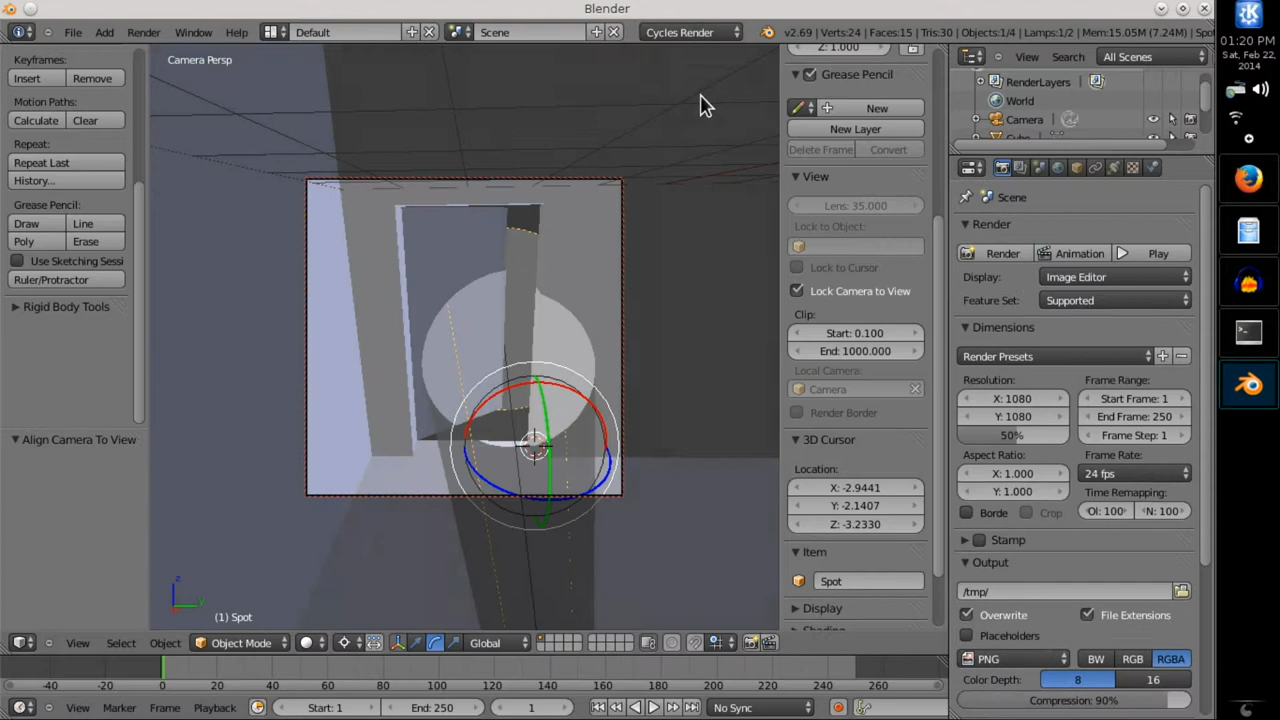 Blender
File Add Render Window Help Default Scene Cycles Render v2.69 | Verts:24 | Faces:15 | Tris:30 | Objects:1/4 | Lamps:1/2 | Mem:15.05M (7.24M) | Spot
Keyframes:
Insert Remove
Motion Paths:
Calculate Clear
Repeat:
Repeat Last
History...
Grease Pencil:
Draw Line
Poly Erase
Use Sketching Sessi
Ruler/Protractor
Rigid Body Tools
Align Camera To View
Camera Persp
(1) Spot
z
y
Z: 1.000
Grease Pencil
New
New Layer
Delete Frame Convert
View
Lens: 35.000
Lock to Object:
Lock to Cursor
Lock Camera to View
Clip:
Start: 0.100
End: 1000.000
Local Camera:
Camera
Render Border
3D Cursor
Location:
X: -2.9441
Y: -2.1407
Z: -3.2330
Item
Spot
Display
Shading
View Search All Scenes
RenderLayers
World
Camera
Cube
Scene
Render
Render Animation Play
Display: Image Editor
Feature Set: Supported
Dimensions
Render Presets
Resolution: Frame Range:
X: 1080 Start Frame: 1
Y: 1080 End Frame: 250
50% Frame Step: 1
Aspect Ratio: Frame Rate:
X: 1.000 24 fps
Y: 1.000 Time Remapping:
Borde Crop Ol: 100 N: 100
Stamp
Output
/tmp/
Overwrite File Extensions
Placeholders
PNG BW RGB RGBA
Color Depth: 8 16
Compression: 90%
View Select Object Object Mode Global
-40 -20 0 20 40 60 80 100 120 140 160 180 200 220 240 260
View Marker Frame Playback Start: 1 End: 250 1 No Sync
01:20 PM
Sat, Feb 22,
2014